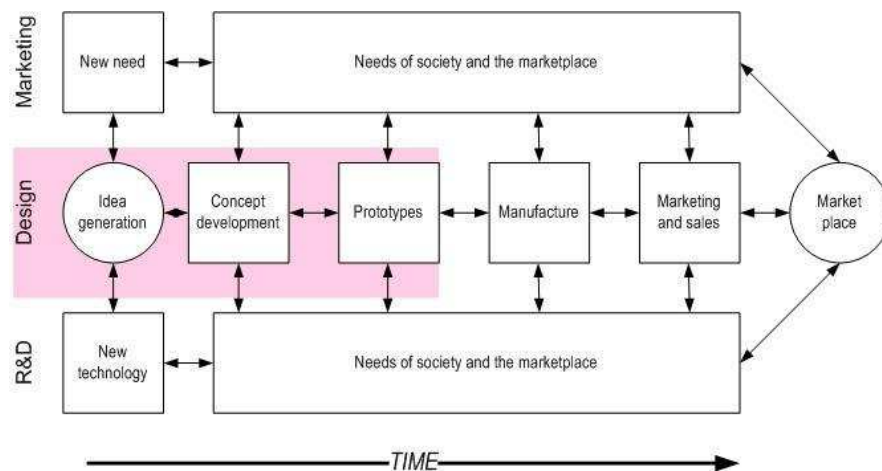 Marketing
New need
Needs of society and the marketplace
Design
Idea
generation
Concept
development
Prototypes
Manufacture
Marketing
and sales
Market
place
R&D
New
technology
Needs of society and the marketplace
TIME